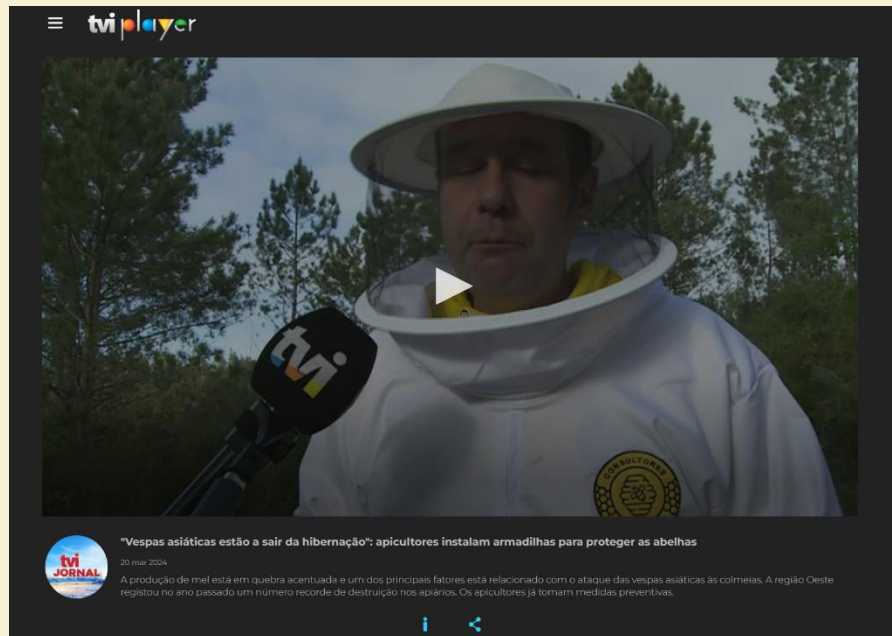 tvi player
tvi
CONSULTORES
"Vespas asiáticas estão a sair da hibernação": apicultores instalam armadilhas para proteger as abelhas
20 mar 2024
tvi
JORNAL
A produção de mel está em quebra acentuada e um dos principais fatores está relacionado com o ataque das vespas asiáticas às colmeias. A região Oeste
registou no ano passado um número recorde de destruição nos apiários. Os apicultores já tomam medidas preventivas.